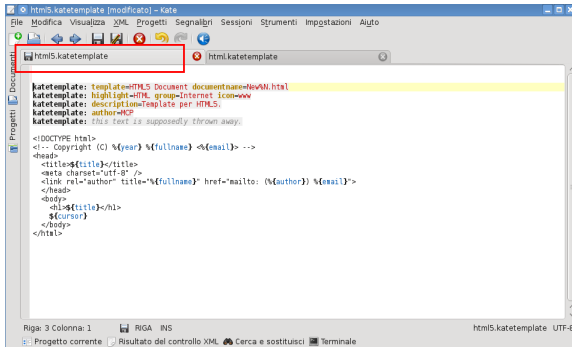 html5.katetemplate [modificato] – Kate
File Modifica Visualizza XML Progetti Segnalibri Sessioni Strumenti Impostazioni Aiuto
html5.katetemplate
html.katetemplate
Documenti
Progetti
katetemplate: template=HTML5 Document documentname=New%N.html
katetemplate: highlight=HTML group=Internet icon=www
katetemplate: description=Template per HTML5.
katetemplate: author=MCP
katetemplate: this text is supposedly thrown away.
<!DOCTYPE html>
<!-- Copyright (C) %{year} %{fullname} <%{email}> -->
<head>
<title>${title}</title>
<meta charset="utf-8" />
<link rel="author" title="%{fullname}" href="mailto: (%{author}) %{email}">
</head>
<body>
<h1>${title}</h1>
${cursor}
</body>
</html>
Riga: 3 Colonna: 1 RIGA INS html5.katetemplate UTF-8
Progetto corrente Risultato del controllo XML Cerca e sostituisci Terminale